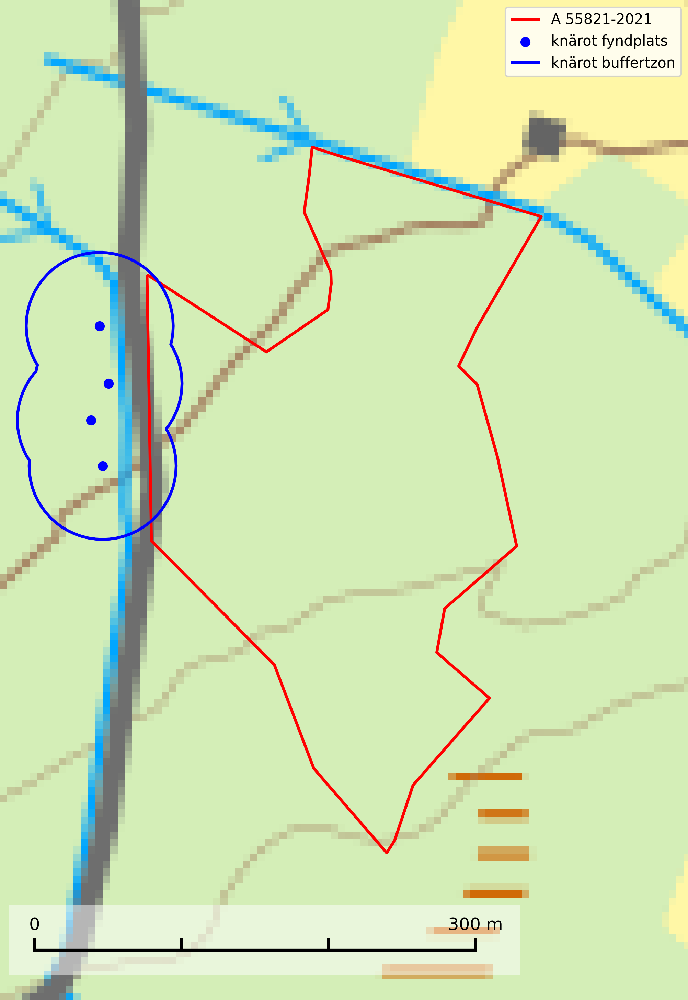 A 55821-2021
knärot fyndplats
knärot buffertzon
0
300 m